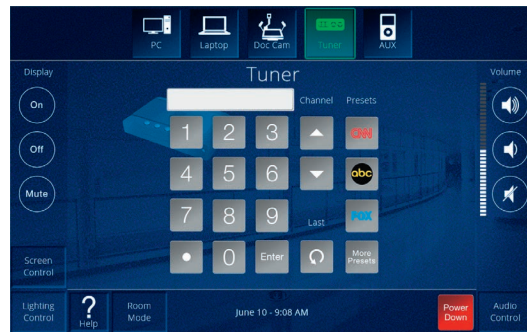 PC Laptop Doc Cam Tuner AUX
Display
Tuner
Volume
On
Off
Mute
Channel Presets
1 2 3
CNN
4 5 6
abc
7 8 9
Last
FOX
• 0 Enter
More
Presets
Screen
Control
Lighting
Control
?
Help
Room
Mode
June 10 - 9:08 AM
Power
Down
Audio
Control